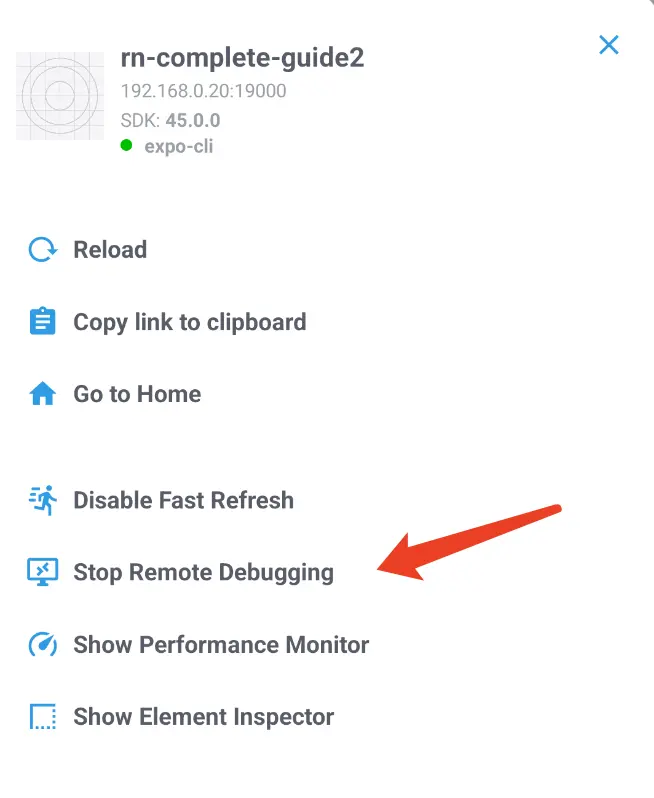 rn-complete-guide2
192.168.0.20:19000
SDK: 45.0.0
expo-cli
Reload
Copy link to clipboard
Go to Home
Disable Fast Refresh
Stop Remote Debugging
Show Performance Monitor
Show Element Inspector